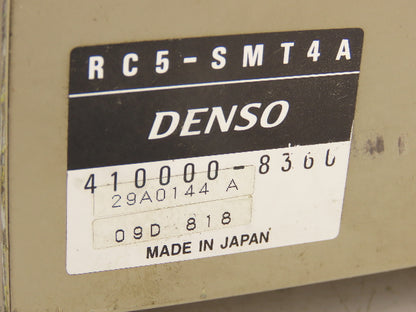 RC5-SMT4A
DENSO
410000-8360
29A0144 A
09D 818
MADE IN JAPAN